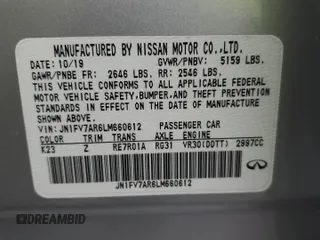 MANUFACTURED BY NISSAN MOTOR CO.,LTD.
DATE: 10/19 GVWR/PNBV: 5159 LBS.
GAWR/PNBE FR: 2646 LBS. RR: 2546 LBS.
THIS VEHICLE CONFORMS TO ALL APPLICABLE FEDERAL
MOTOR VEHICLE SAFETY, BUMPER, AND THEFT PREVENTION
STANDARDS IN EFFECT ON THE DATE OF MANUFACTURE
SHOWN ABOVE.
VIN: JN1FV7AR6LM660612 PASSENGER CAR
COLOR TRIM TRANS AXLE ENGINE
K23 Z RE7R01A RG31 VR30(DDTT) 2997CC
JN1FV7AR6LM660612
INFINITI
DREAMBID